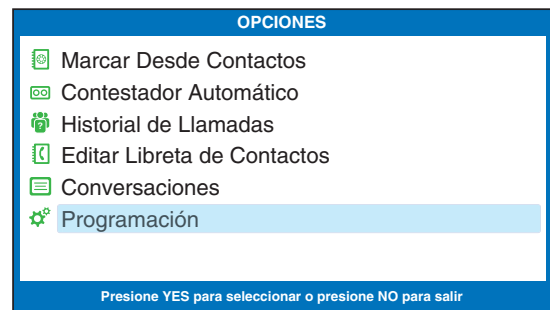 OPCIONES
Marcar Desde Contactos
Contestador Automático
Historial de Llamadas
Editar Libreta de Contactos
Conversaciones
Programación
Presione YES para seleccionar o presione NO para salir